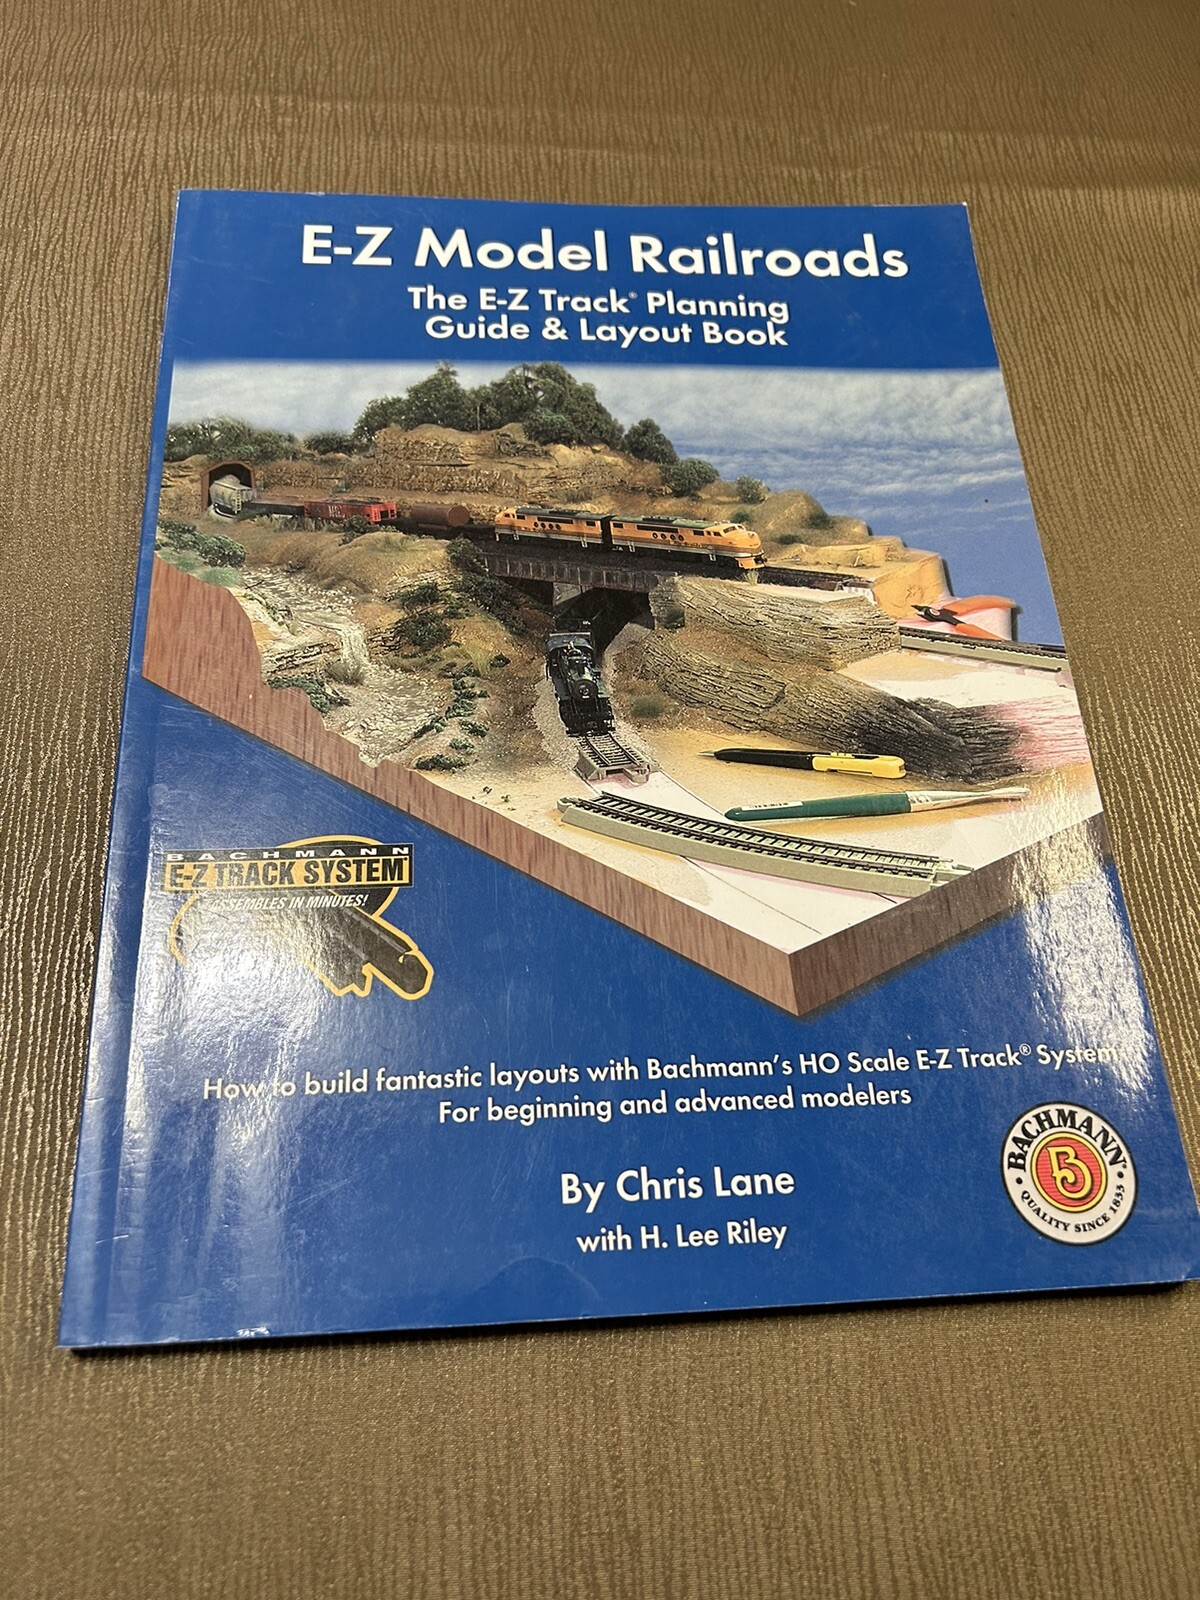 E-Z Model Railroads
The E-Z Track® Planning
Guide & Layout Book
BACHMANN
E-Z TRACK SYSTEM
ASSEMBLES IN MINUTES!
How to build fantastic layouts with Bachmann's HO Scale E-Z Track® System
For beginning and advanced modelers
By Chris Lane
with H. Lee Riley
BACHMANN®
B
QUALITY SINCE 1833